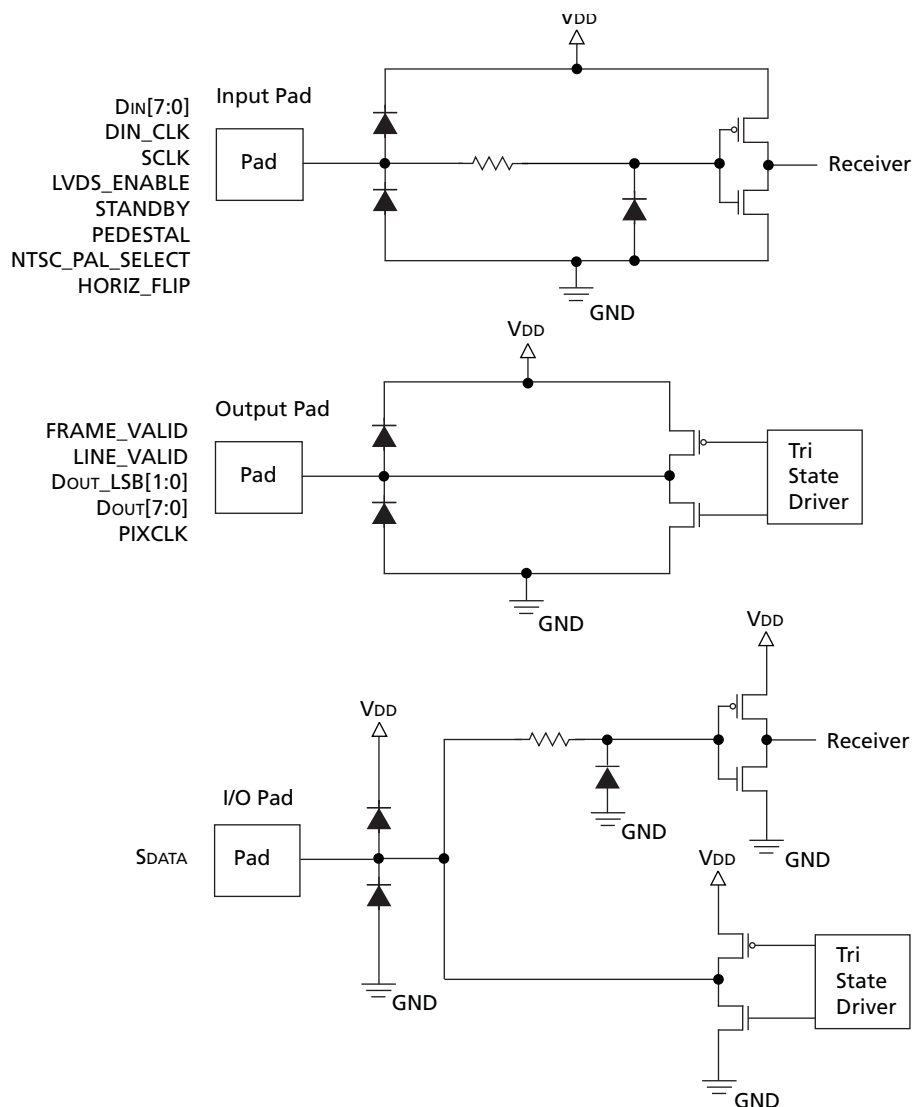 VDD
Input Pad
DIN[7:0]
DIN_CLK
SCLK
LVDS_ENABLE
STANDBY
PEDESTAL
NTSC_PAL_SELECT
HORIZ_FLIP
Pad
Receiver
GND
VDD
Output Pad
FRAME_VALID
LINE_VALID
DOUT_LSB[1:0]
DOUT[7:0]
PIXCLK
Pad
Tri
State
Driver
GND
VDD
VDD
Receiver
I/O Pad
GND
SDATA
Pad
GND
VDD
GND
Tri
State
Driver
GND